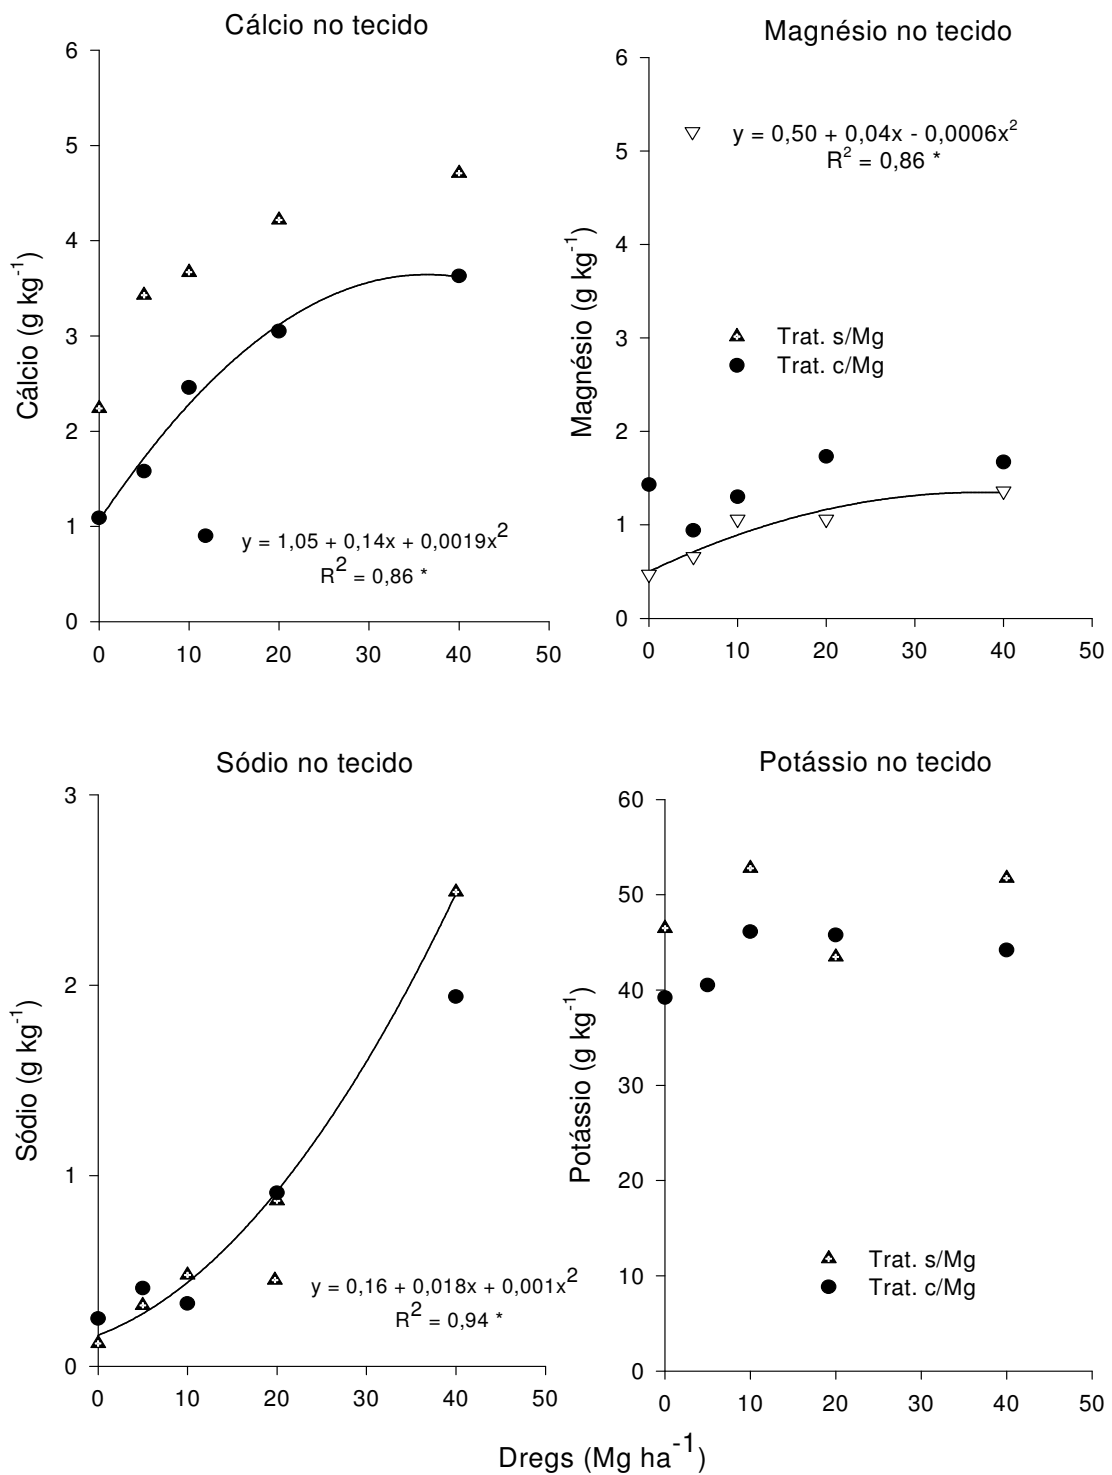 Cálcio no tecido
Cálcio (g kg-1)
6
5
4
3
2
1
0
y = 1,05 + 0,14x + 0,0019x2
R2 = 0,86 *
0 10 20 30 40 50
Magnésio no tecido
Magnésio (g kg-1)
6
5
4
3
2
1
0
y = 0,50 + 0,04x - 0,0006x2
R2 = 0,86 *
Trat. s/Mg
Trat. c/Mg
0 10 20 30 40 50
Sódio no tecido
Sódio (g kg-1)
3
2
1
0
y = 0,16 + 0,018x + 0,001x2
R2 = 0,94 *
0 10 20 30 40 50
Potássio no tecido
Potássio (g kg-1)
60
50
40
30
20
10
0
Trat. s/Mg
Trat. c/Mg
0 10 20 30 40 50
Dregs (Mg ha-1)